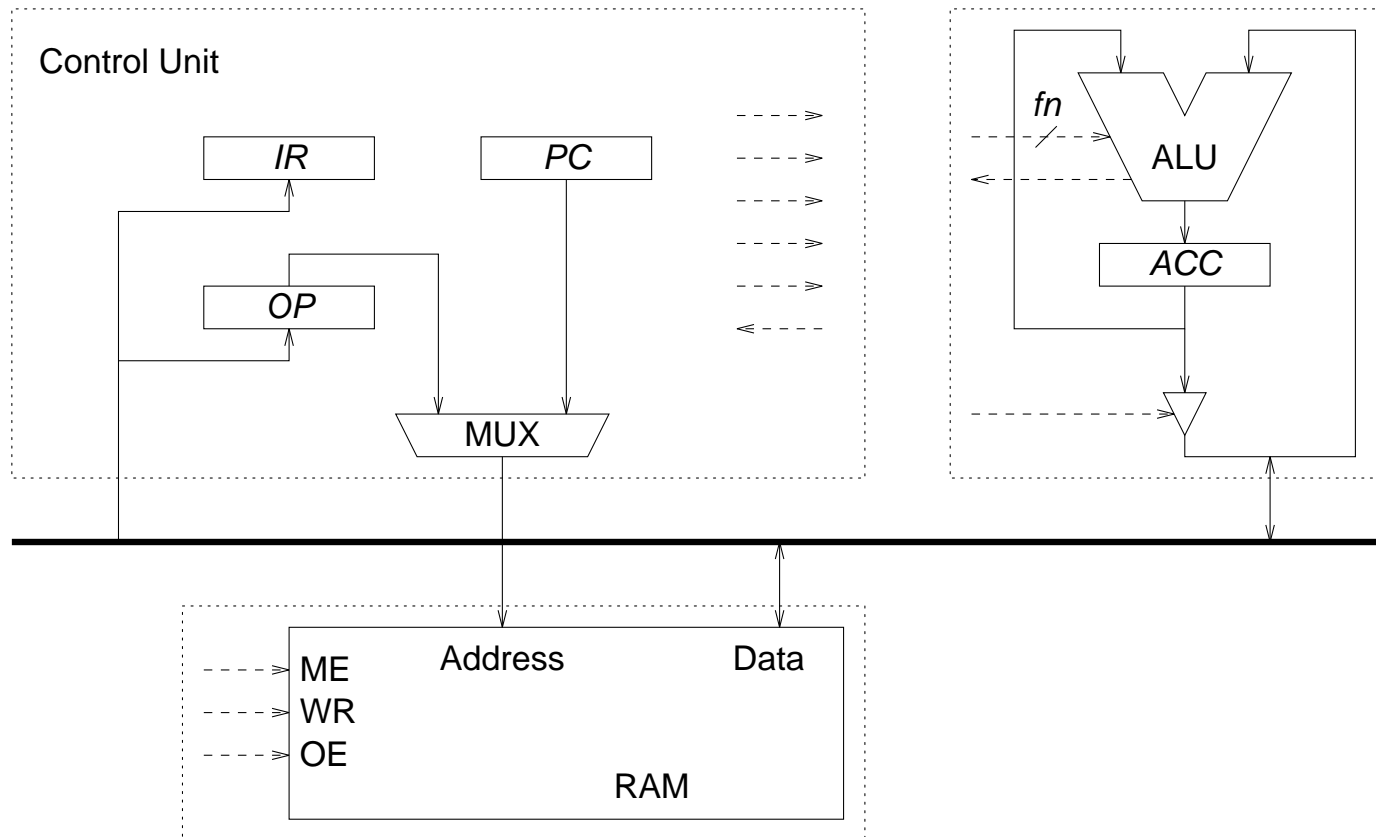 Control Unit
IR
PC
OP
MUX
fn
ALU
ACC
Address
Data
ME
WR
OE
RAM